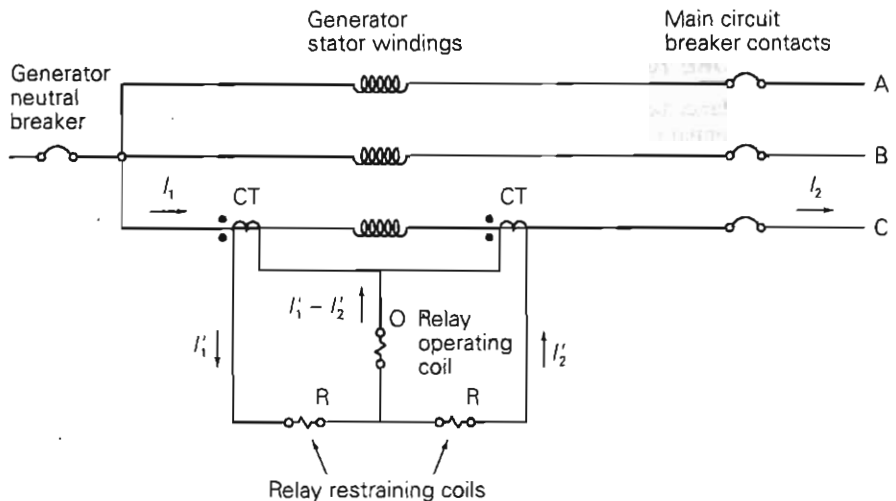 Generator
stator windings
Main circuit
breaker contacts
Generator
neutral
breaker
A
B
I₁
CT
CT
I₂
C
I'₁ – I'₂
O Relay
operating
coil
I'₁
I'₂
R
R
Relay restraining coils